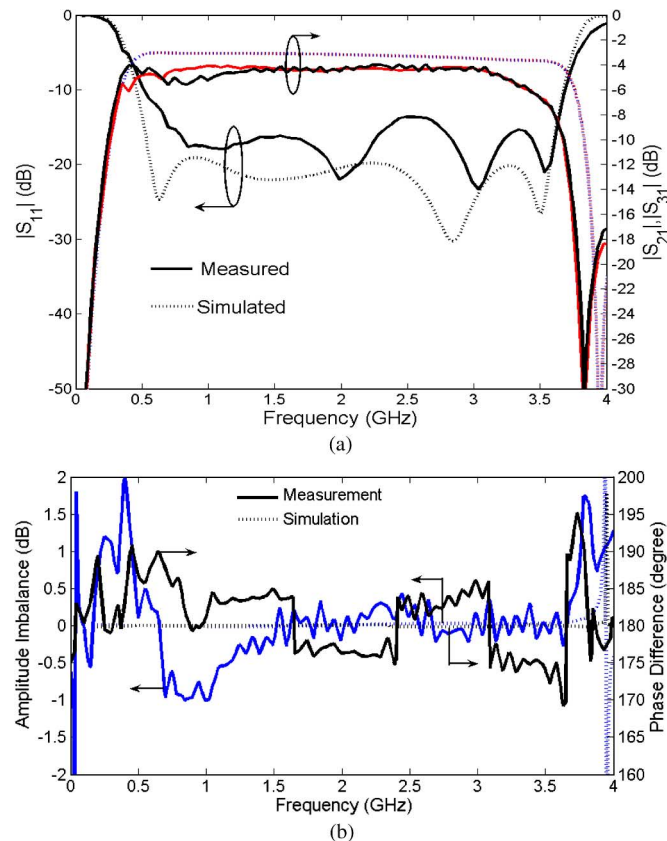 0
-10
-20
-30
-40
-50
|S11| (dB)
0
-2
-4
-6
-8
-10
-12
-14
-16
-18
-20
-22
-24
-26
-28
-30
|S21|,|S31| (dB)
Measured
Simulated
0 0.5 1 1.5 2 2.5 3 3.5 4
Frequency (GHz)
(a)
2
1.5
1
0.5
0
-0.5
-1
-1.5
-2
Amplitude Imbalance (dB)
200
195
190
185
180
175
170
165
160
Phase Difference (degree)
Measurement
Simulation
0 0.5 1 1.5 2 2.5 3 3.5 4
Frequency (GHz)
(b)